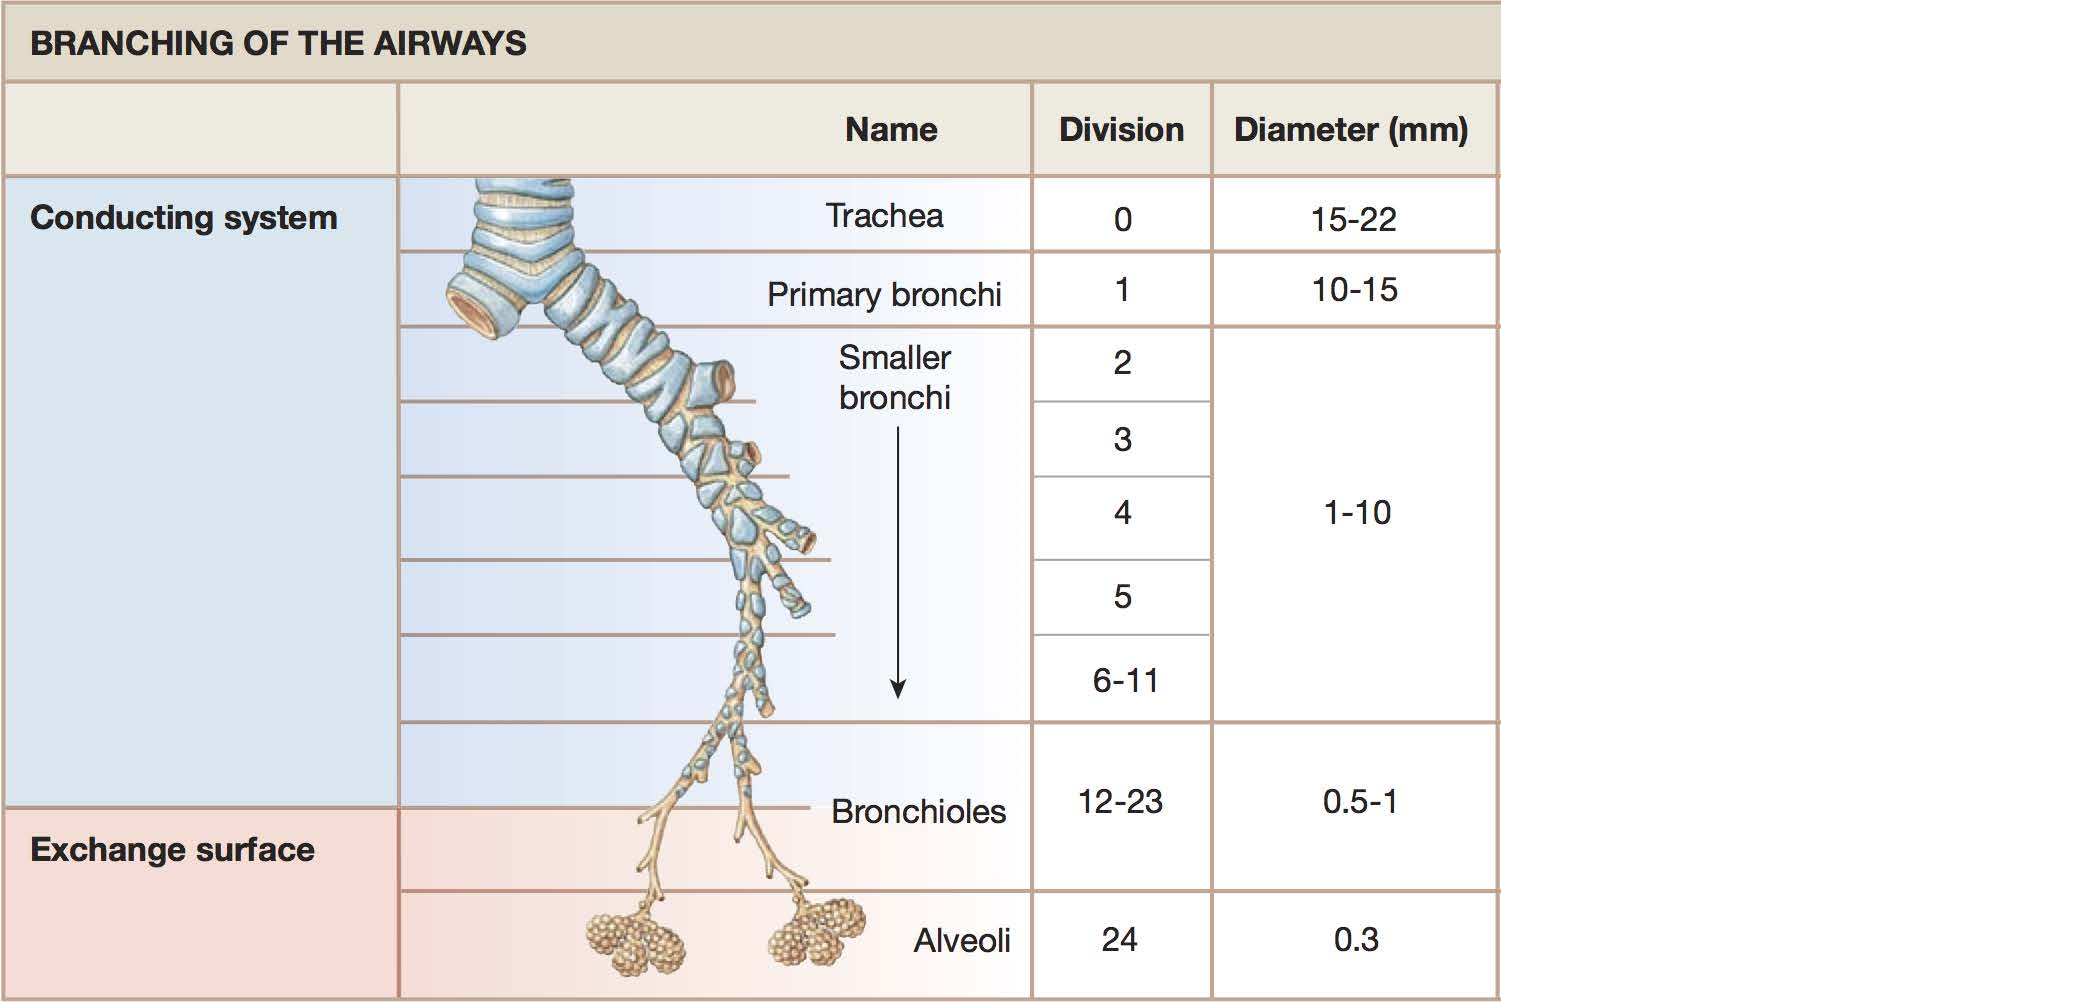 BRANCHING OF THE AIRWAYS
Name Division Diameter (mm)
Conducting system Trachea 0 15-22
Primary bronchi 1 10-15
Smaller
bronchi
2
3
4 1-10
5
6-11
Bronchioles 12-23 0.5-1
Exchange surface
Alveoli 24 0.3